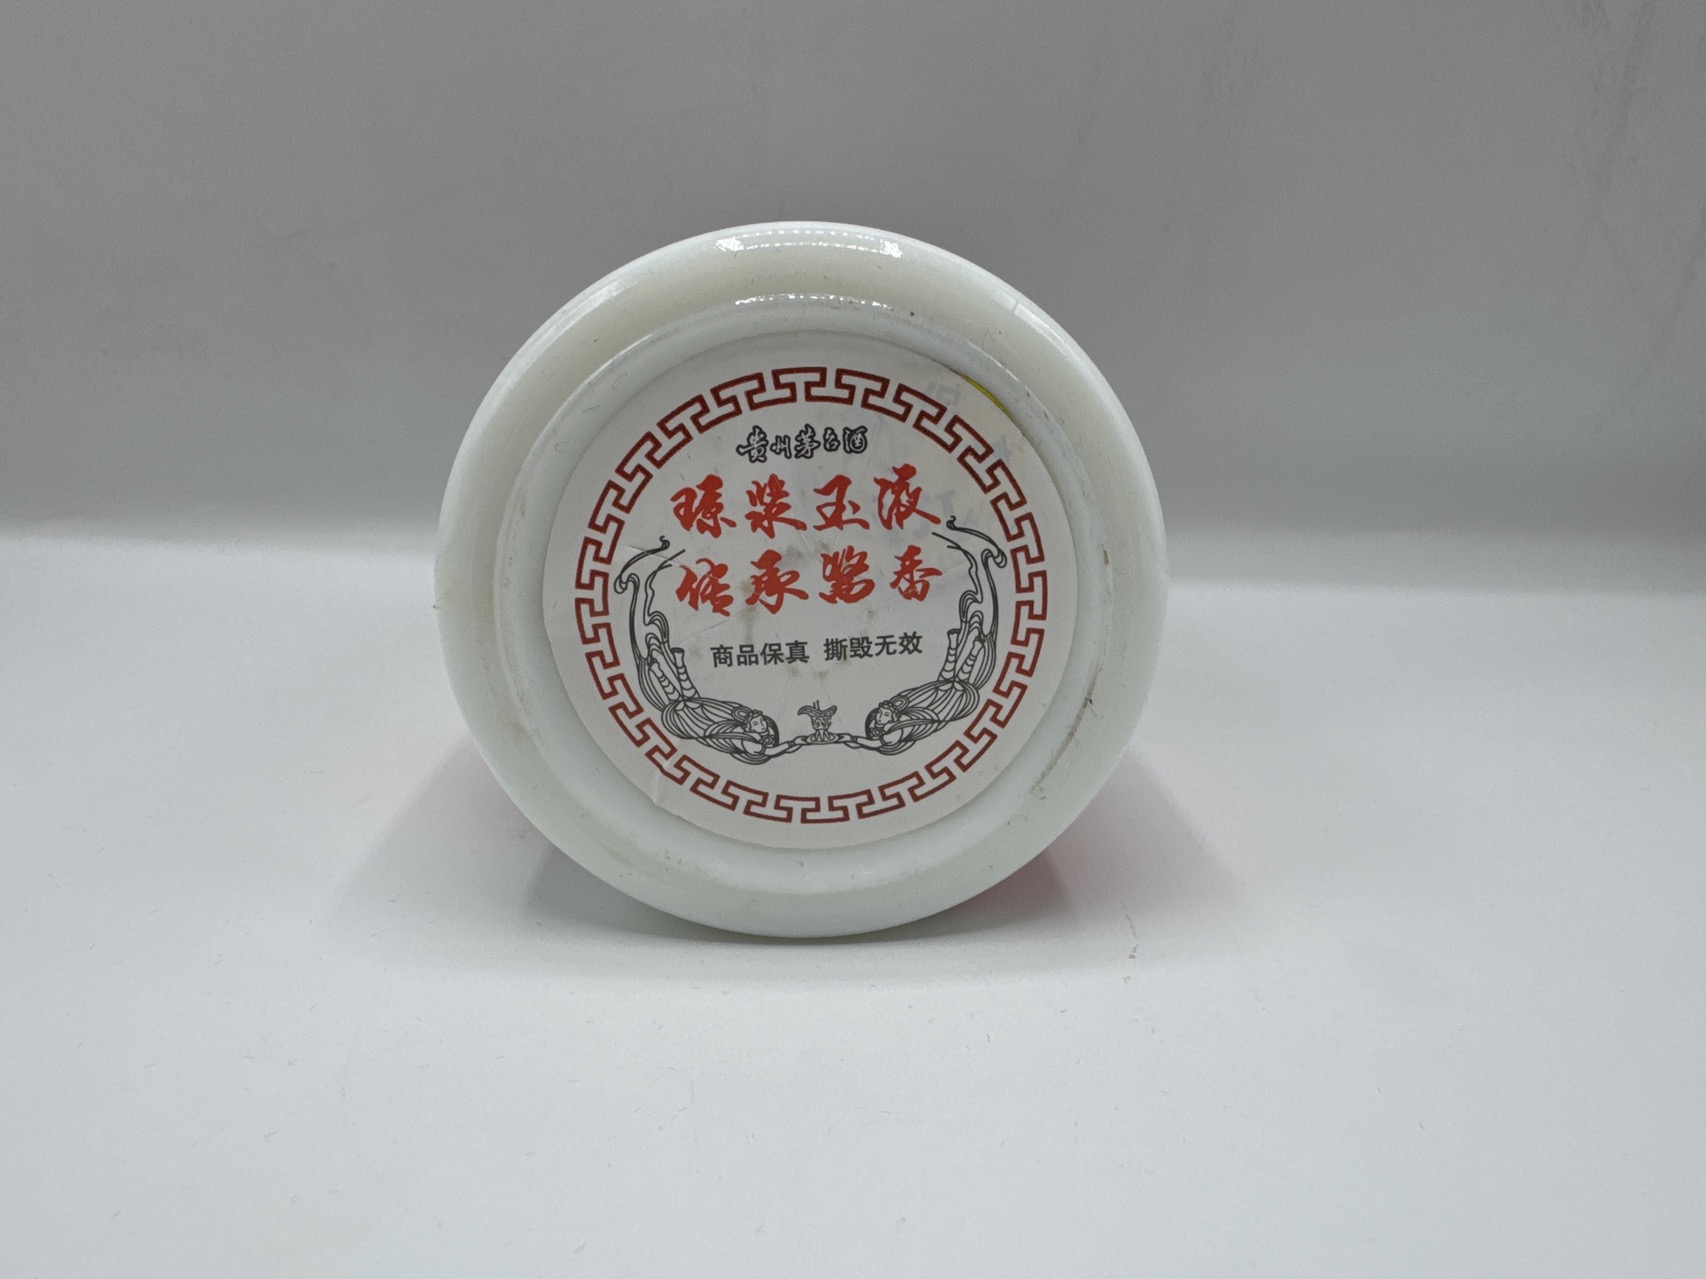 贵州茅台酒
琼浆玉液
传承酱香
商品保真 撕毁无效